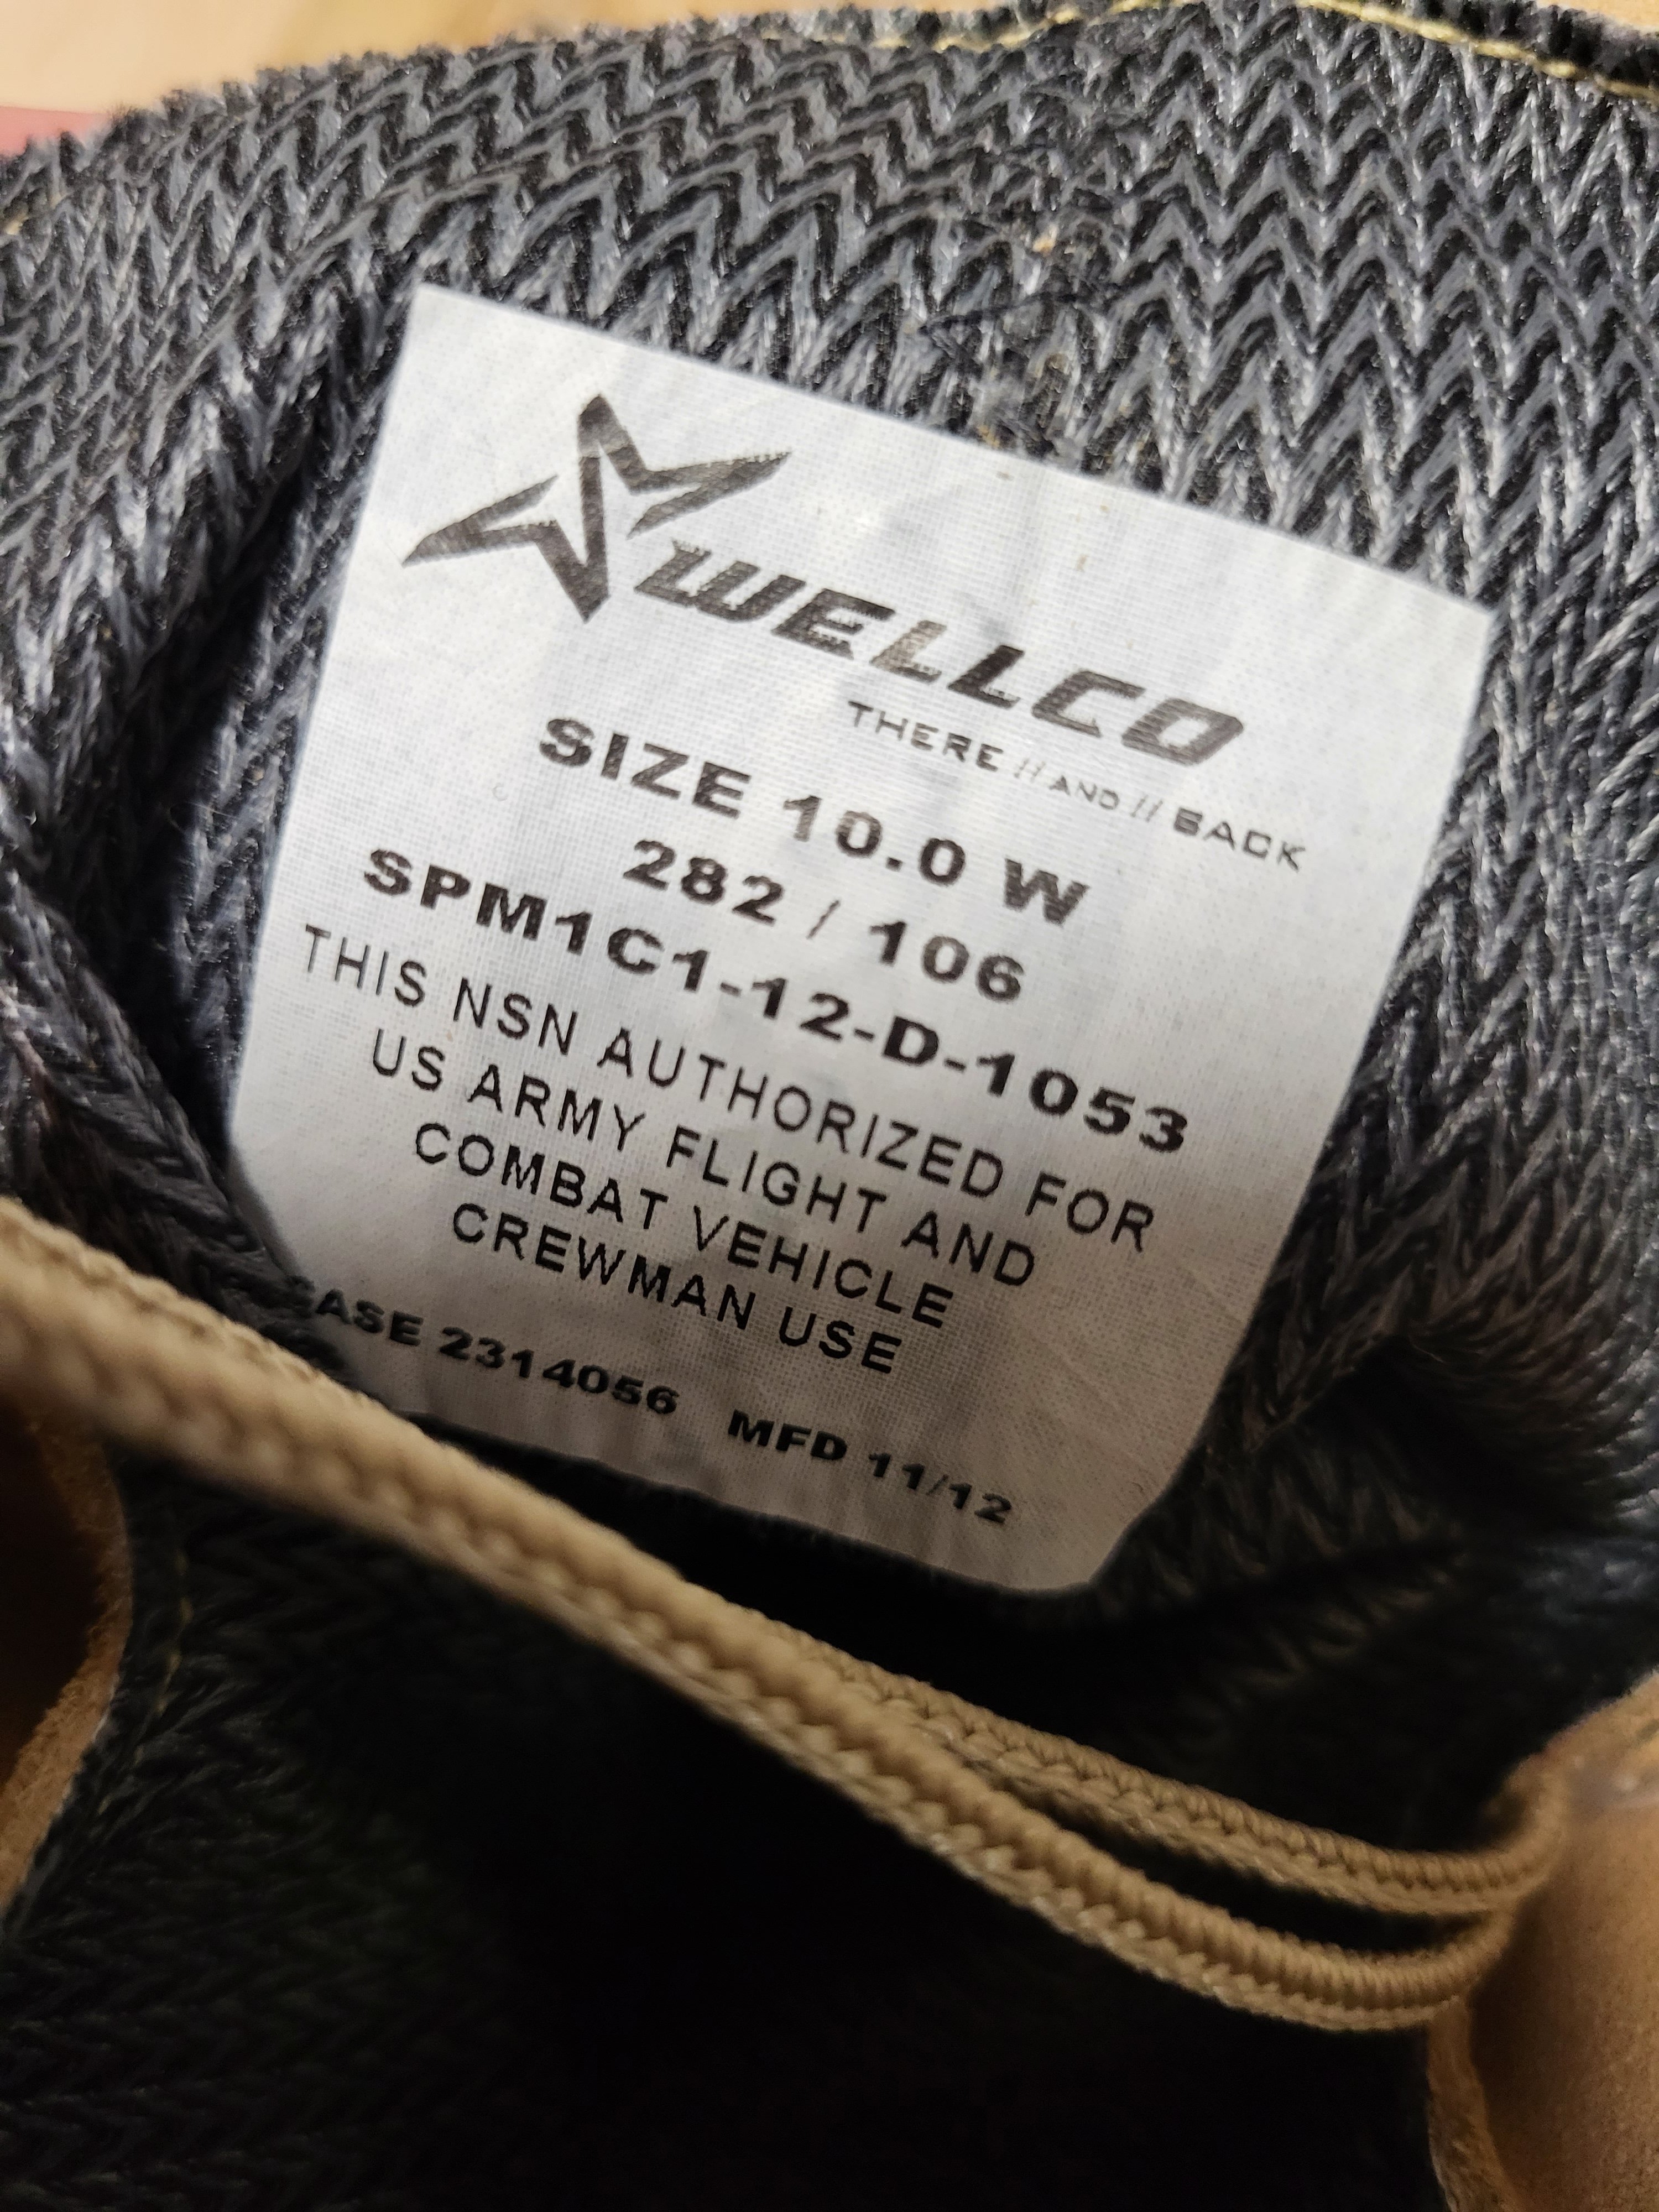 WELLCO
THERE // AND // BACK
SIZE 10.0 W
282 / 106
SPM1C1-12-D-1053
THIS NSN AUTHORIZED FOR
US ARMY FLIGHT AND
COMBAT VEHICLE
CREWMAN USE
CASE 2314056 MFD 11/12